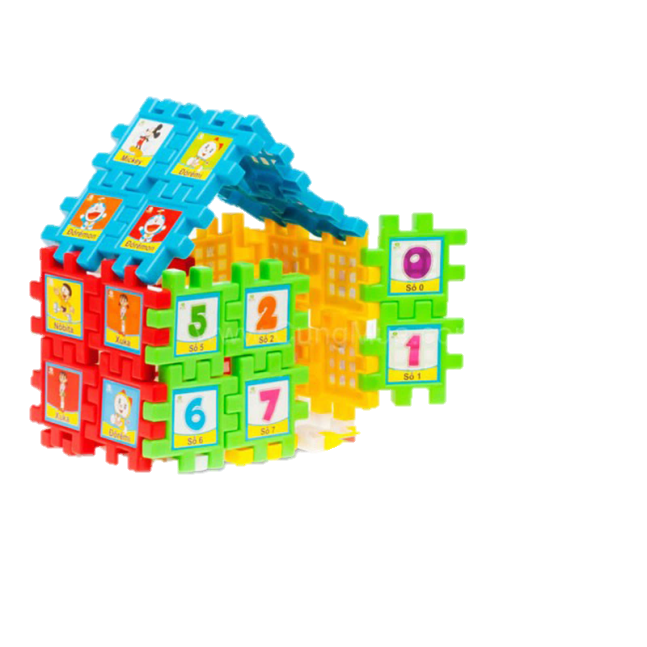 Mickey
Đôrêmi
Đôrêmon
Đôrêmon
Nôbita
Xuka
Xuka
Đôrêmi
5
Số 5
2
Số 2
6
Số 6
7
Số 7
0
Số 0
1
Số 1